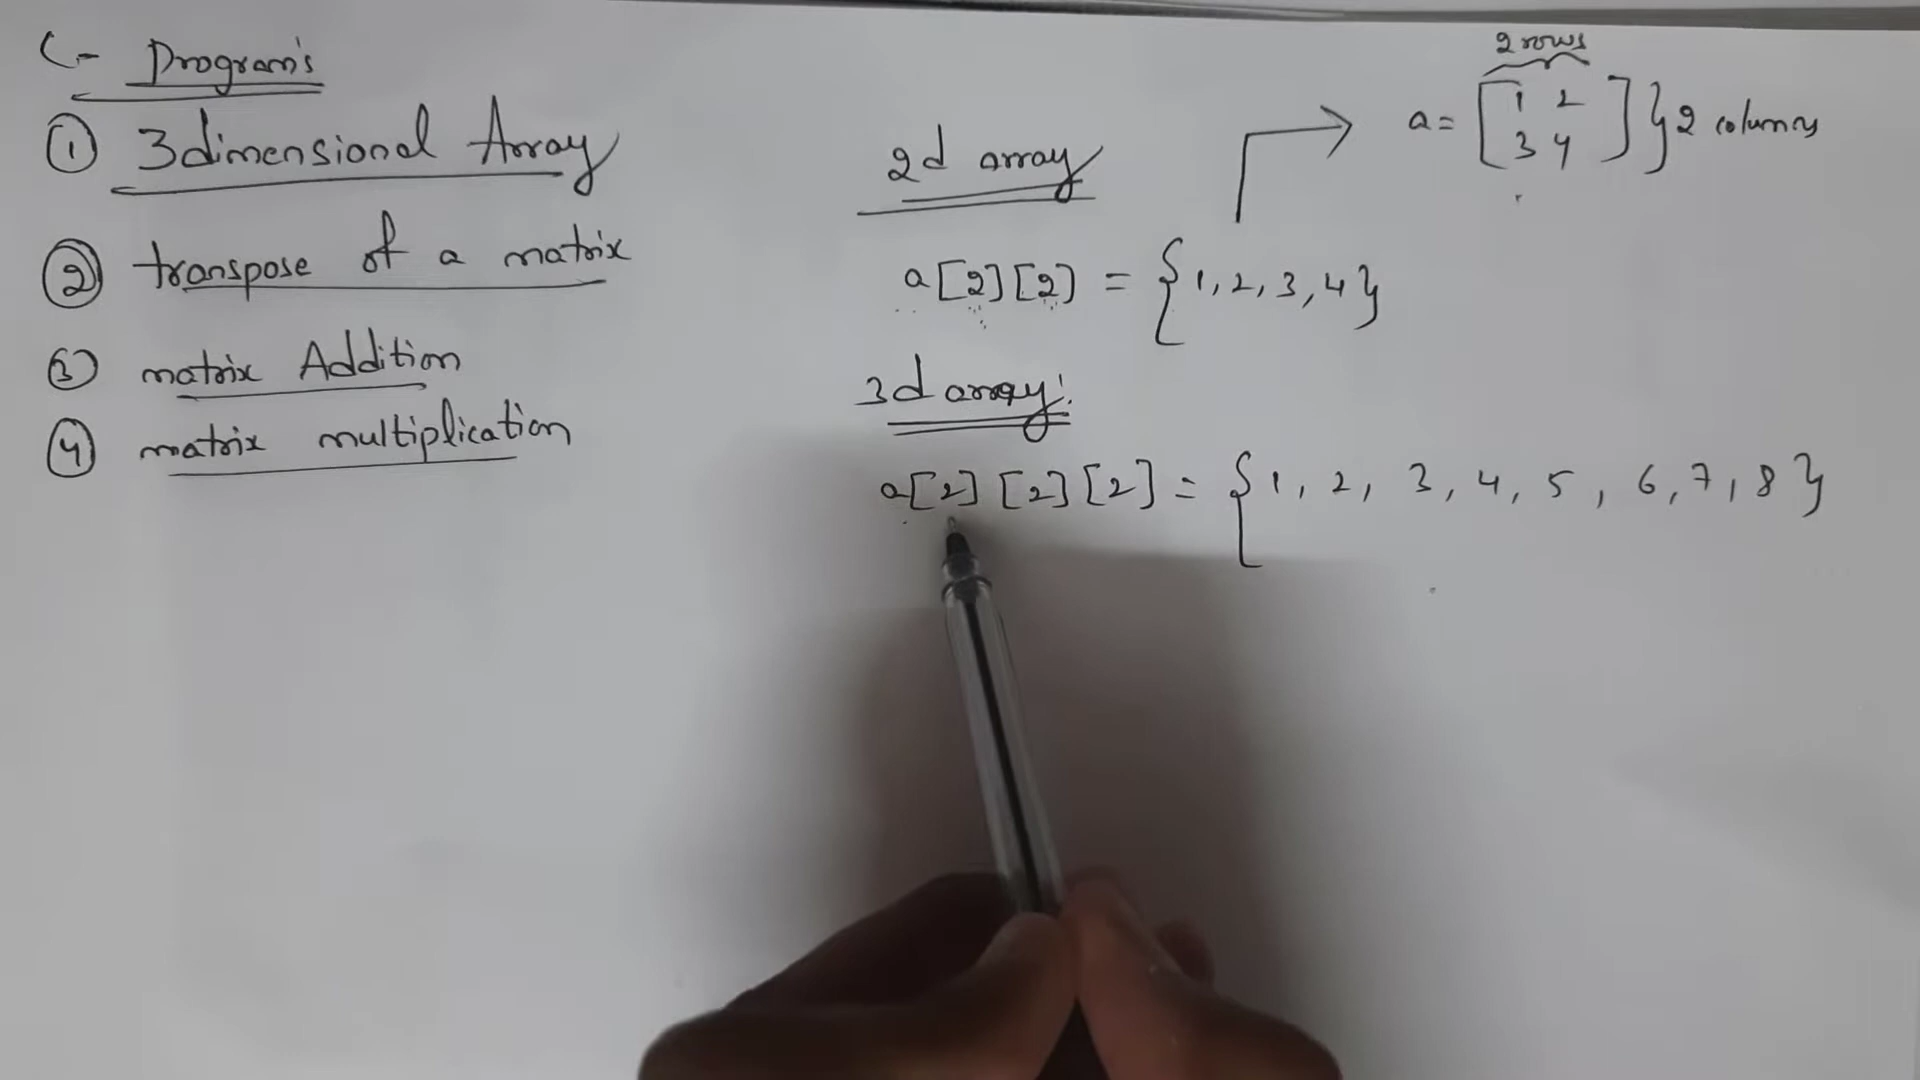 C- Program's
① 3dimensional Array
② transpose of a matrix
③ matrix Addition
④ matrix multiplication
2d array
a[2][2] = {1,2,3,4}
2 rows
a = [1 2
3 4] } 2 columns
3d array:
a[2][2][2] = {1, 2, 3, 4, 5, 6, 7, 8}